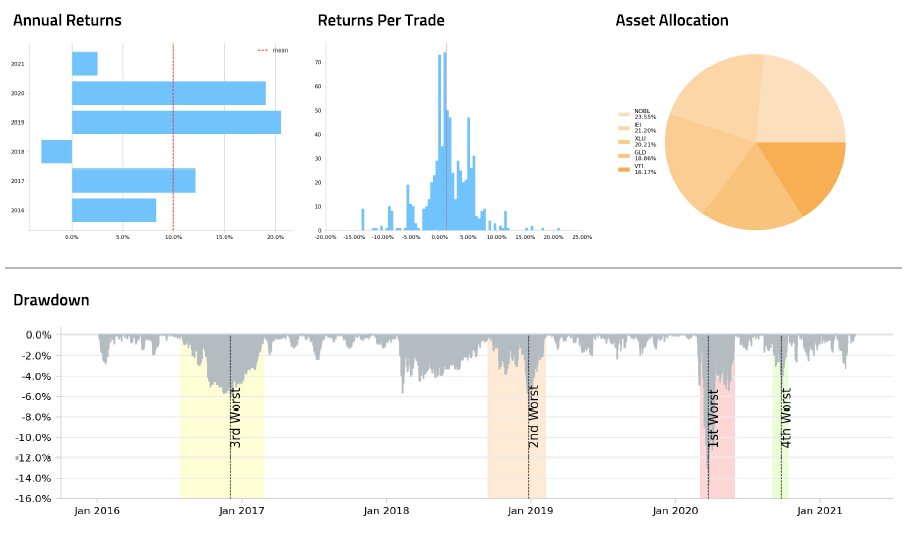 Annual Returns
2021
2020
2019
2018
2017
2016
0.0%
5.0%
10.0%
15.0%
20.0%
mean
Returns Per Trade
70
60
50
40
30
20
10
0
-20.00%
-15.00%
-10.00%
-5.00%
0.00%
5.00%
10.00%
15.00%
20.00%
25.00%
Asset Allocation
NOBL
23.55%
IEI
21.20%
XLU
20.21%
GLD
18.86%
VTI
16.17%
Drawdown
0.0%
-2.0%
-4.0%
-6.0%
-8.0%
-10.0%
-12.0%
-14.0%
-16.0%
3rd Worst
2nd Worst
1st Worst
4th Worst
Jan 2016
Jan 2017
Jan 2018
Jan 2019
Jan 2020
Jan 2021